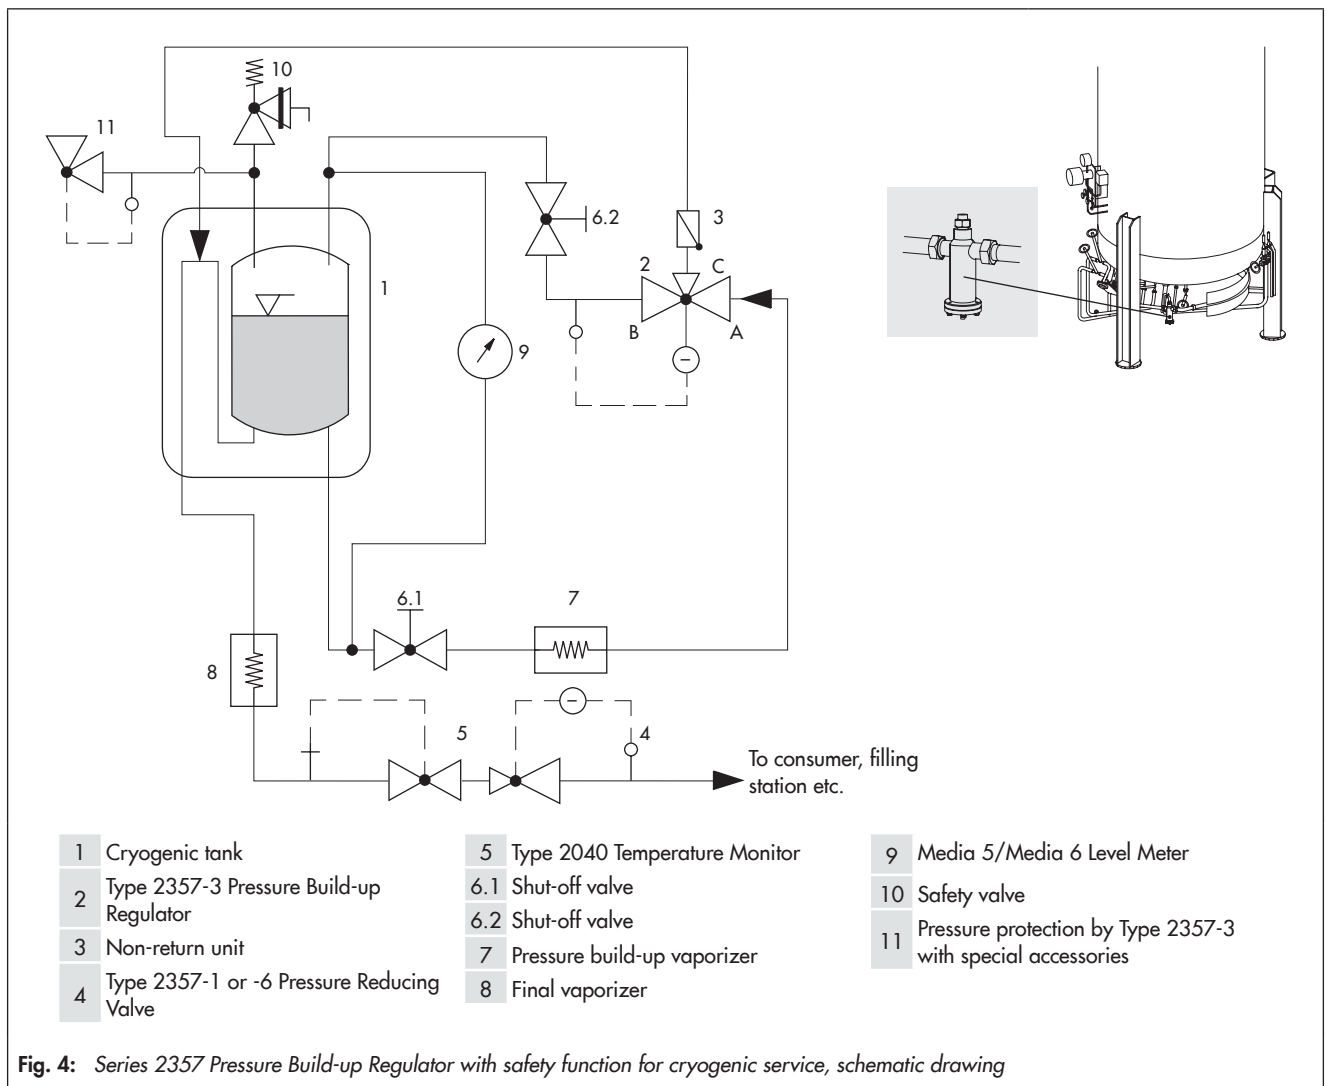 10
11
6.2
3
2
C
1
B
A
9
6.1
7
8
5
4
To consumer, filling
station etc.
1 Cryogenic tank
2 Type 2357-3 Pressure Build-up
Regulator
3 Non-return unit
4 Type 2357-1 or -6 Pressure Reducing
Valve
5 Type 2040 Temperature Monitor
6.1 Shut-off valve
6.2 Shut-off valve
7 Pressure build-up vaporizer
8 Final vaporizer
9 Media 5/Media 6 Level Meter
10 Safety valve
11 Pressure protection by Type 2357-3
with special accessories
Fig. 4: Series 2357 Pressure Build-up Regulator with safety function for cryogenic service, schematic drawing